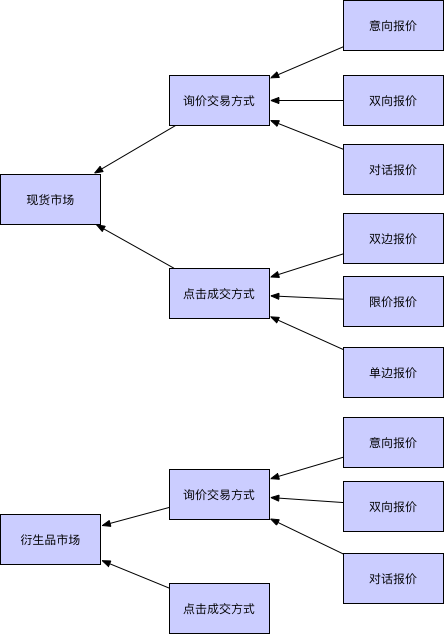 意向报价
询价交易方式
双向报价
对话报价
现货市场
双边报价
点击成交方式
限价报价
单边报价
意向报价
询价交易方式
双向报价
衍生品市场
对话报价
点击成交方式